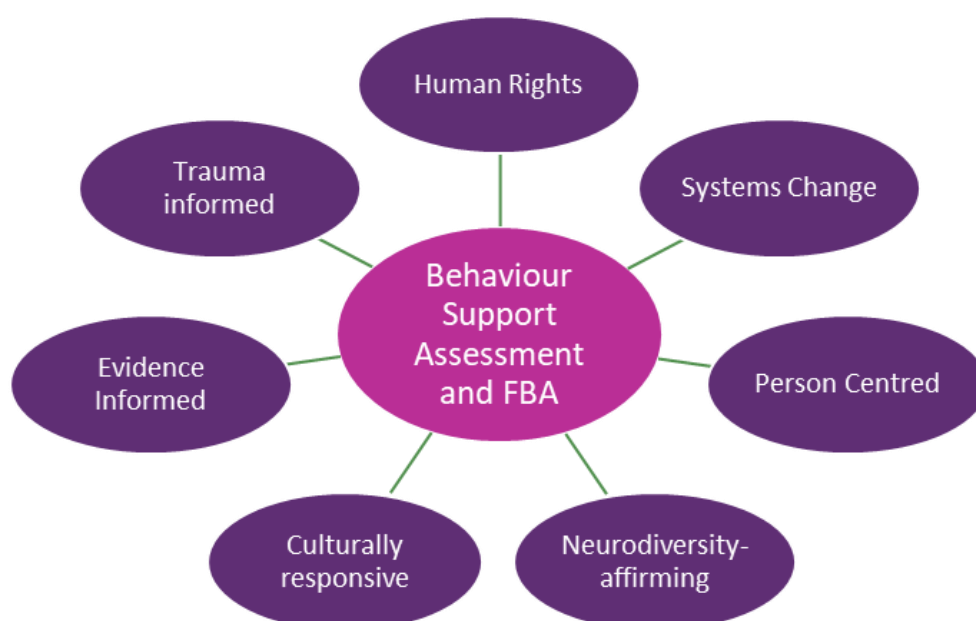 Human Rights
Trauma
informed
Systems Change
Behaviour
Support
Assessment
and FBA
Evidence
Informed
Person Centred
Culturally
responsive
Neurodiversity-
affirming